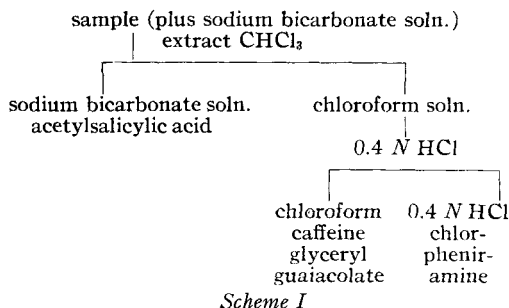 sample (plus sodium bicarbonate soln.)
extract CHCl₃
sodium bicarbonate soln.
acetylsalicylic acid
chloroform soln.
0.4 N HCl
chloroform
caffeine
glyceryl
guaiacolate
0.4 N HCl
chlor-
phenir-
amine
Scheme I